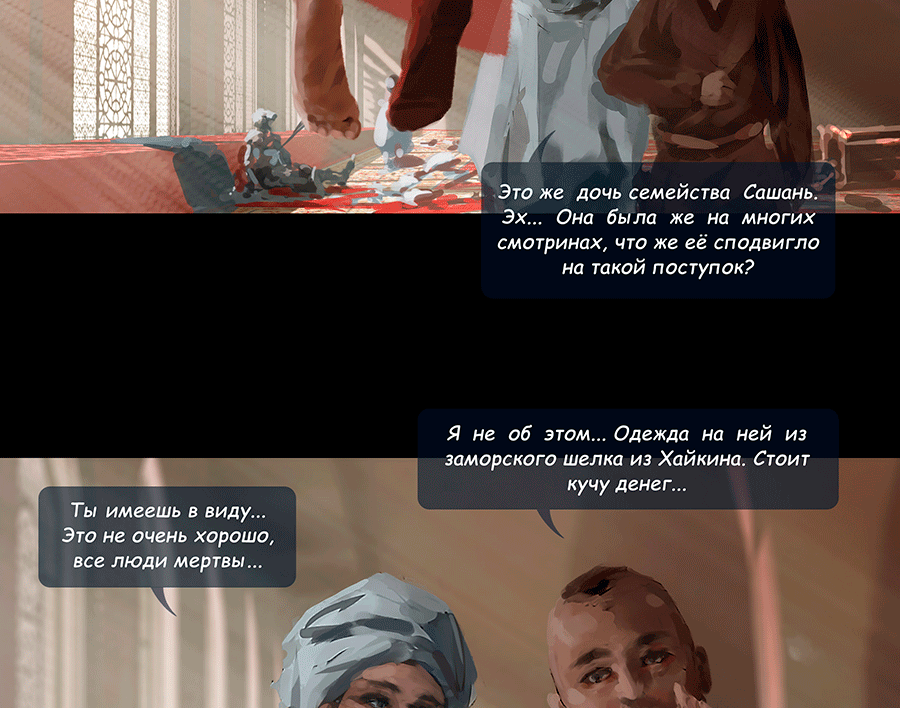 Это же дочь семейства Сашань.
Эх... Она была же на многих
смотринах, что же её сподвигло
на такой поступок?
Я не об этом... Одежда на ней из
заморского шелка из Хайкина. Стоит
кучу денег...
Ты имеешь в виду...
Это не очень хорошо,
все люди мертвы...